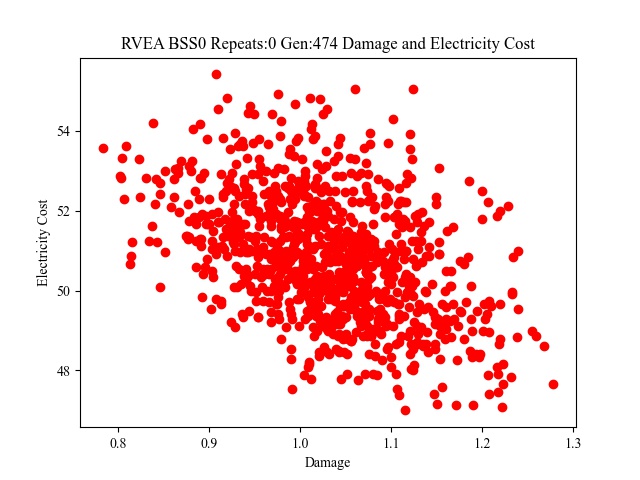 RVEA BSS0 Repeats:0 Gen:474 Damage and Electricity Cost
54
52
50
48
Electricity Cost
0.8 0.9 1.0 1.1 1.2 1.3
Damage